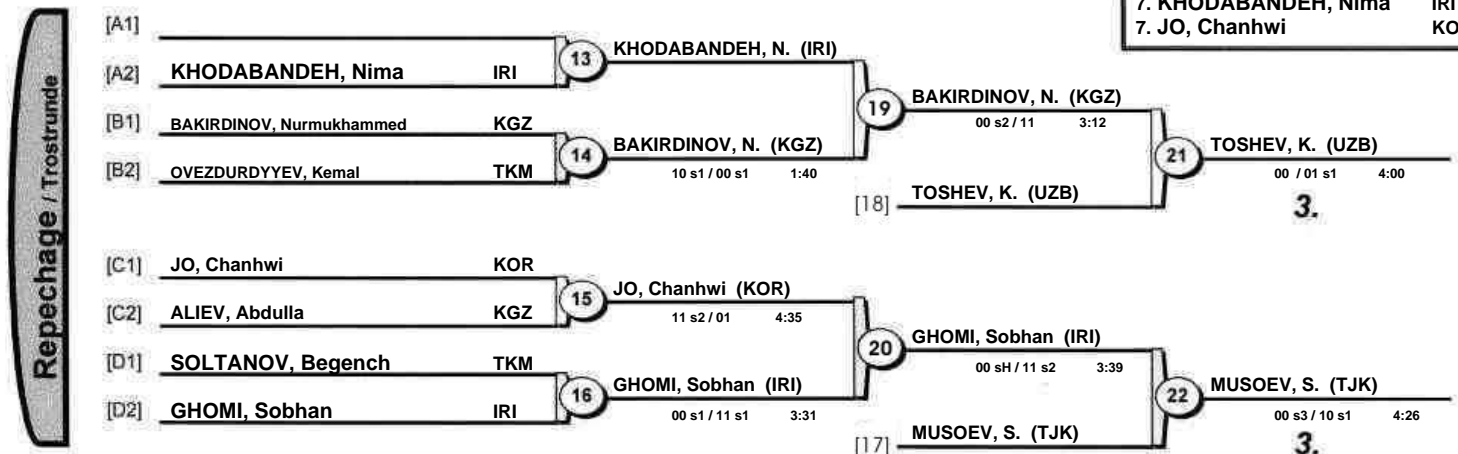 7. KHODABANDEH, Nima IRI
7. JO, Chanhwi
Repechage / Trostrunde
[A1]
[A2] KHODABANDEH, Nima IRI
13
KHODABANDEH, N. (IRI)
[B1] BAKIRDINOV, Nurmukhammed KGZ
[B2] OVEZDURDYYEV, Kemal TKM
14
BAKIRDINOV, N. (KGZ)
10 s1 / 00 s1 1:40
19
BAKIRDINOV, N. (KGZ)
00 s2 / 11 3:12
[18] TOSHEV, K. (UZB)
21
TOSHEV, K. (UZB)
00 / 01 s1 4:00
3.
[C1] JO, Chanhwi KOR
[C2] ALIEV, Abdulla KGZ
15
JO, Chanhwi (KOR)
11 s2 / 01 4:35
[D1] SOLTANOV, Begench TKM
[D2] GHOMI, Sobhan IRI
16
GHOMI, Sobhan (IRI)
00 s1 / 11 s1 3:31
20
GHOMI, Sobhan (IRI)
00 sH / 11 s2 3:39
[17] MUSOEV, S. (TJK)
22
MUSOEV, S. (TJK)
00 s3 / 10 s1 4:26
3.